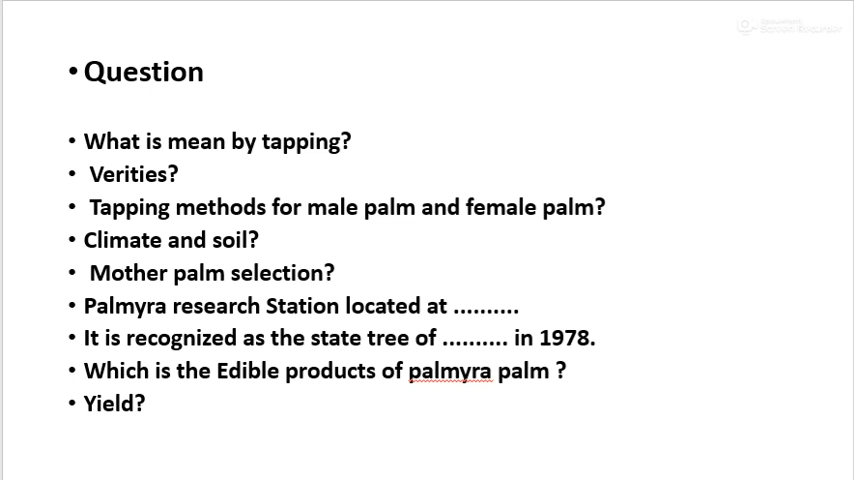 • Question
• What is mean by tapping?
• Verities?
• Tapping methods for male palm and female palm?
• Climate and soil?
• Mother palm selection?
• Palmyra research Station located at ..........
• It is recognized as the state tree of .......... in 1978.
• Which is the Edible products of palmyra palm ?
• Yield?
Screen Recorder